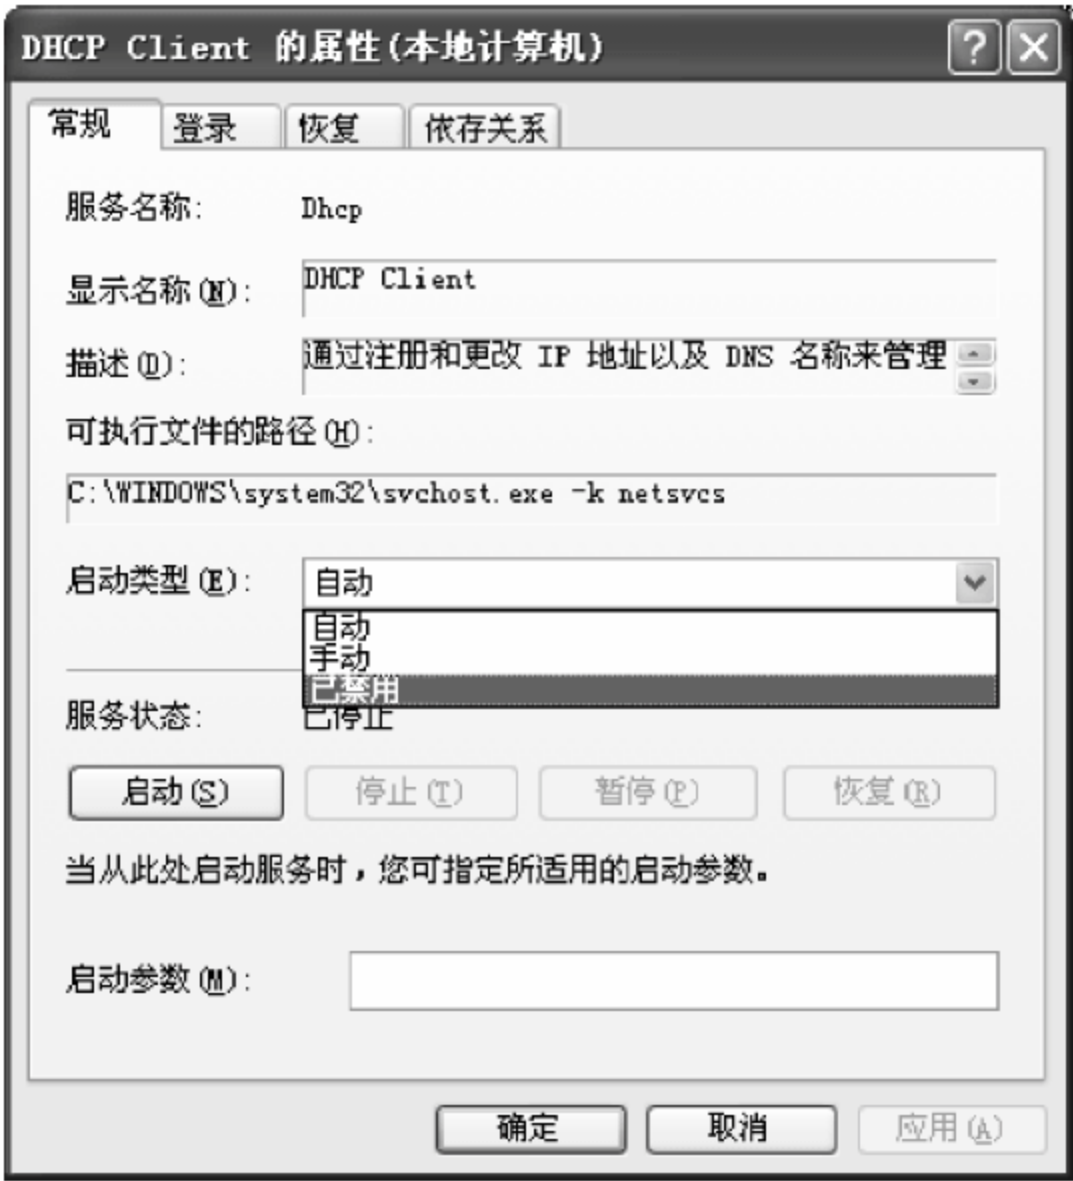 DHCP Client 的属性(本地计算机)
常规 登录 恢复 依存关系
服务名称: Dhcp
显示名称(N): DHCP Client
描述(D): 通过注册和更改 IP 地址以及 DNS 名称来管理
可执行文件的路径(H):
C:\WINDOWS\system32\svchost.exe -k netsvcs
启动类型(E): 自动
自动
手动
已禁用
服务状态: 已停止
启动(S) 停止(T) 暂停(P) 恢复(R)
当从此处启动服务时，您可指定所适用的启动参数。
启动参数(M):
确定 取消 应用(A)